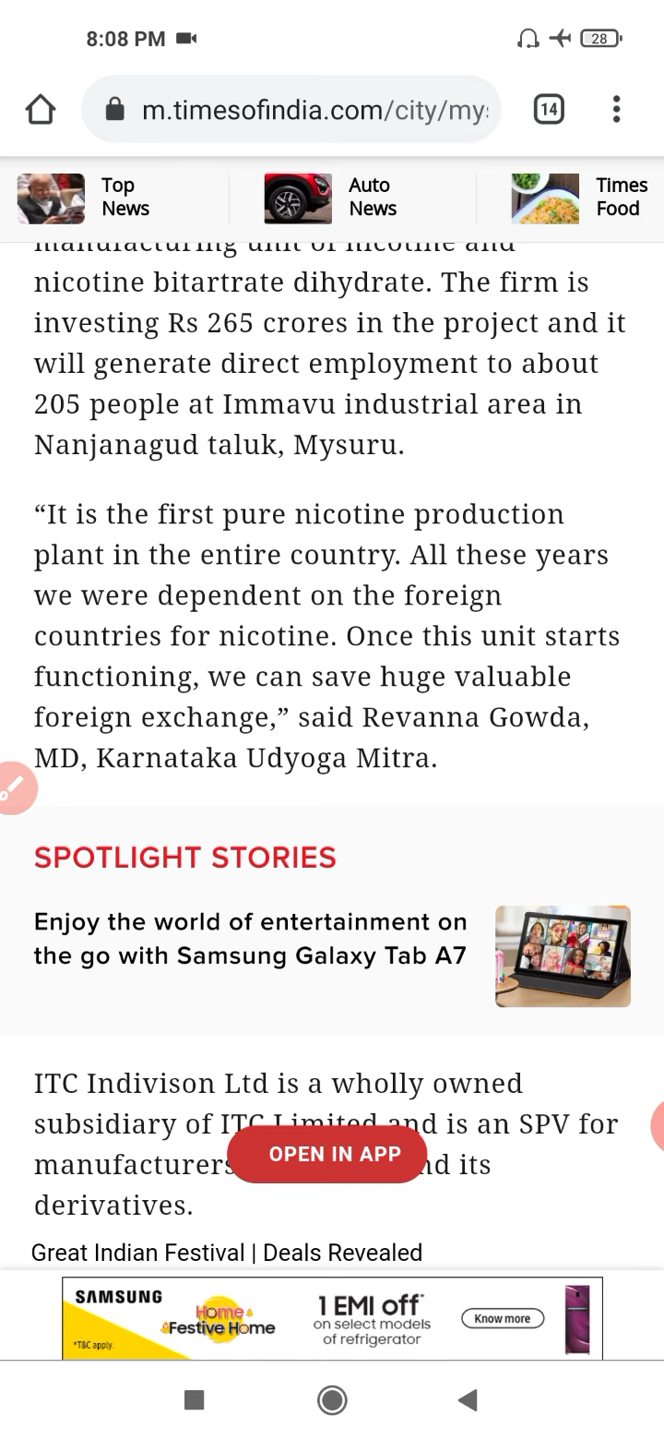 8:08 PM
28
m.timesofindia.com/city/mys
14
Top
News
Auto
News
Times
Food
manufacturing unit of nicotine and
nicotine bitartrate dihydrate. The firm is
investing Rs 265 crores in the project and it
will generate direct employment to about
205 people at Immavu industrial area in
Nanjanagud taluk, Mysuru.
“It is the first pure nicotine production
plant in the entire country. All these years
we were dependent on the foreign
countries for nicotine. Once this unit starts
functioning, we can save huge valuable
foreign exchange,” said Revanna Gowda,
MD, Karnataka Udyoga Mitra.
SPOTLIGHT STORIES
Enjoy the world of entertainment on
the go with Samsung Galaxy Tab A7
ITC Indivison Ltd is a wholly owned
subsidiary of ITC Limited and is an SPV for
manufacturers nd its
OPEN IN APP
derivatives.
Great Indian Festival | Deals Revealed
SAMSUNG
Home
Festive Home
*T&C apply.
1 EMI off*
on select models
of refrigerator
Know more